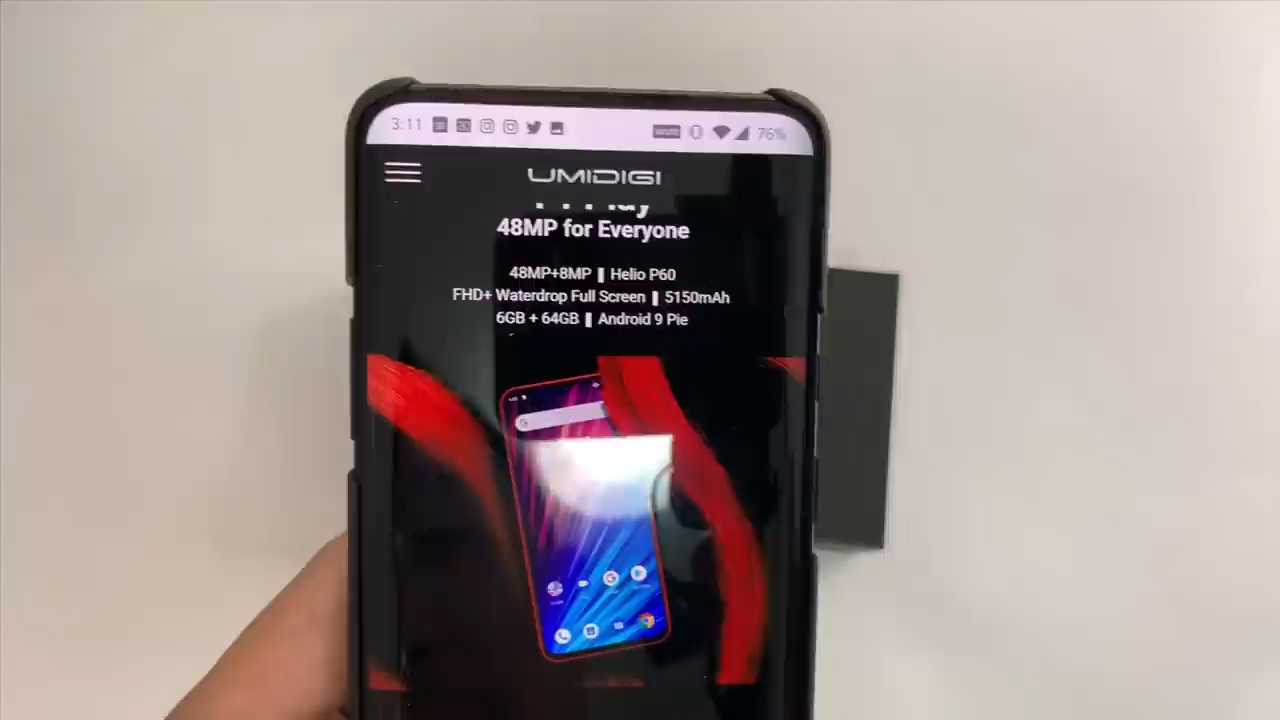 3:11
76%
UMIDIGI
48MP for Everyone
48MP+8MP ❚ Helio P60
FHD+ Waterdrop Full Screen ❚ 5150mAh
6GB + 64GB ❚ Android 9 Pie